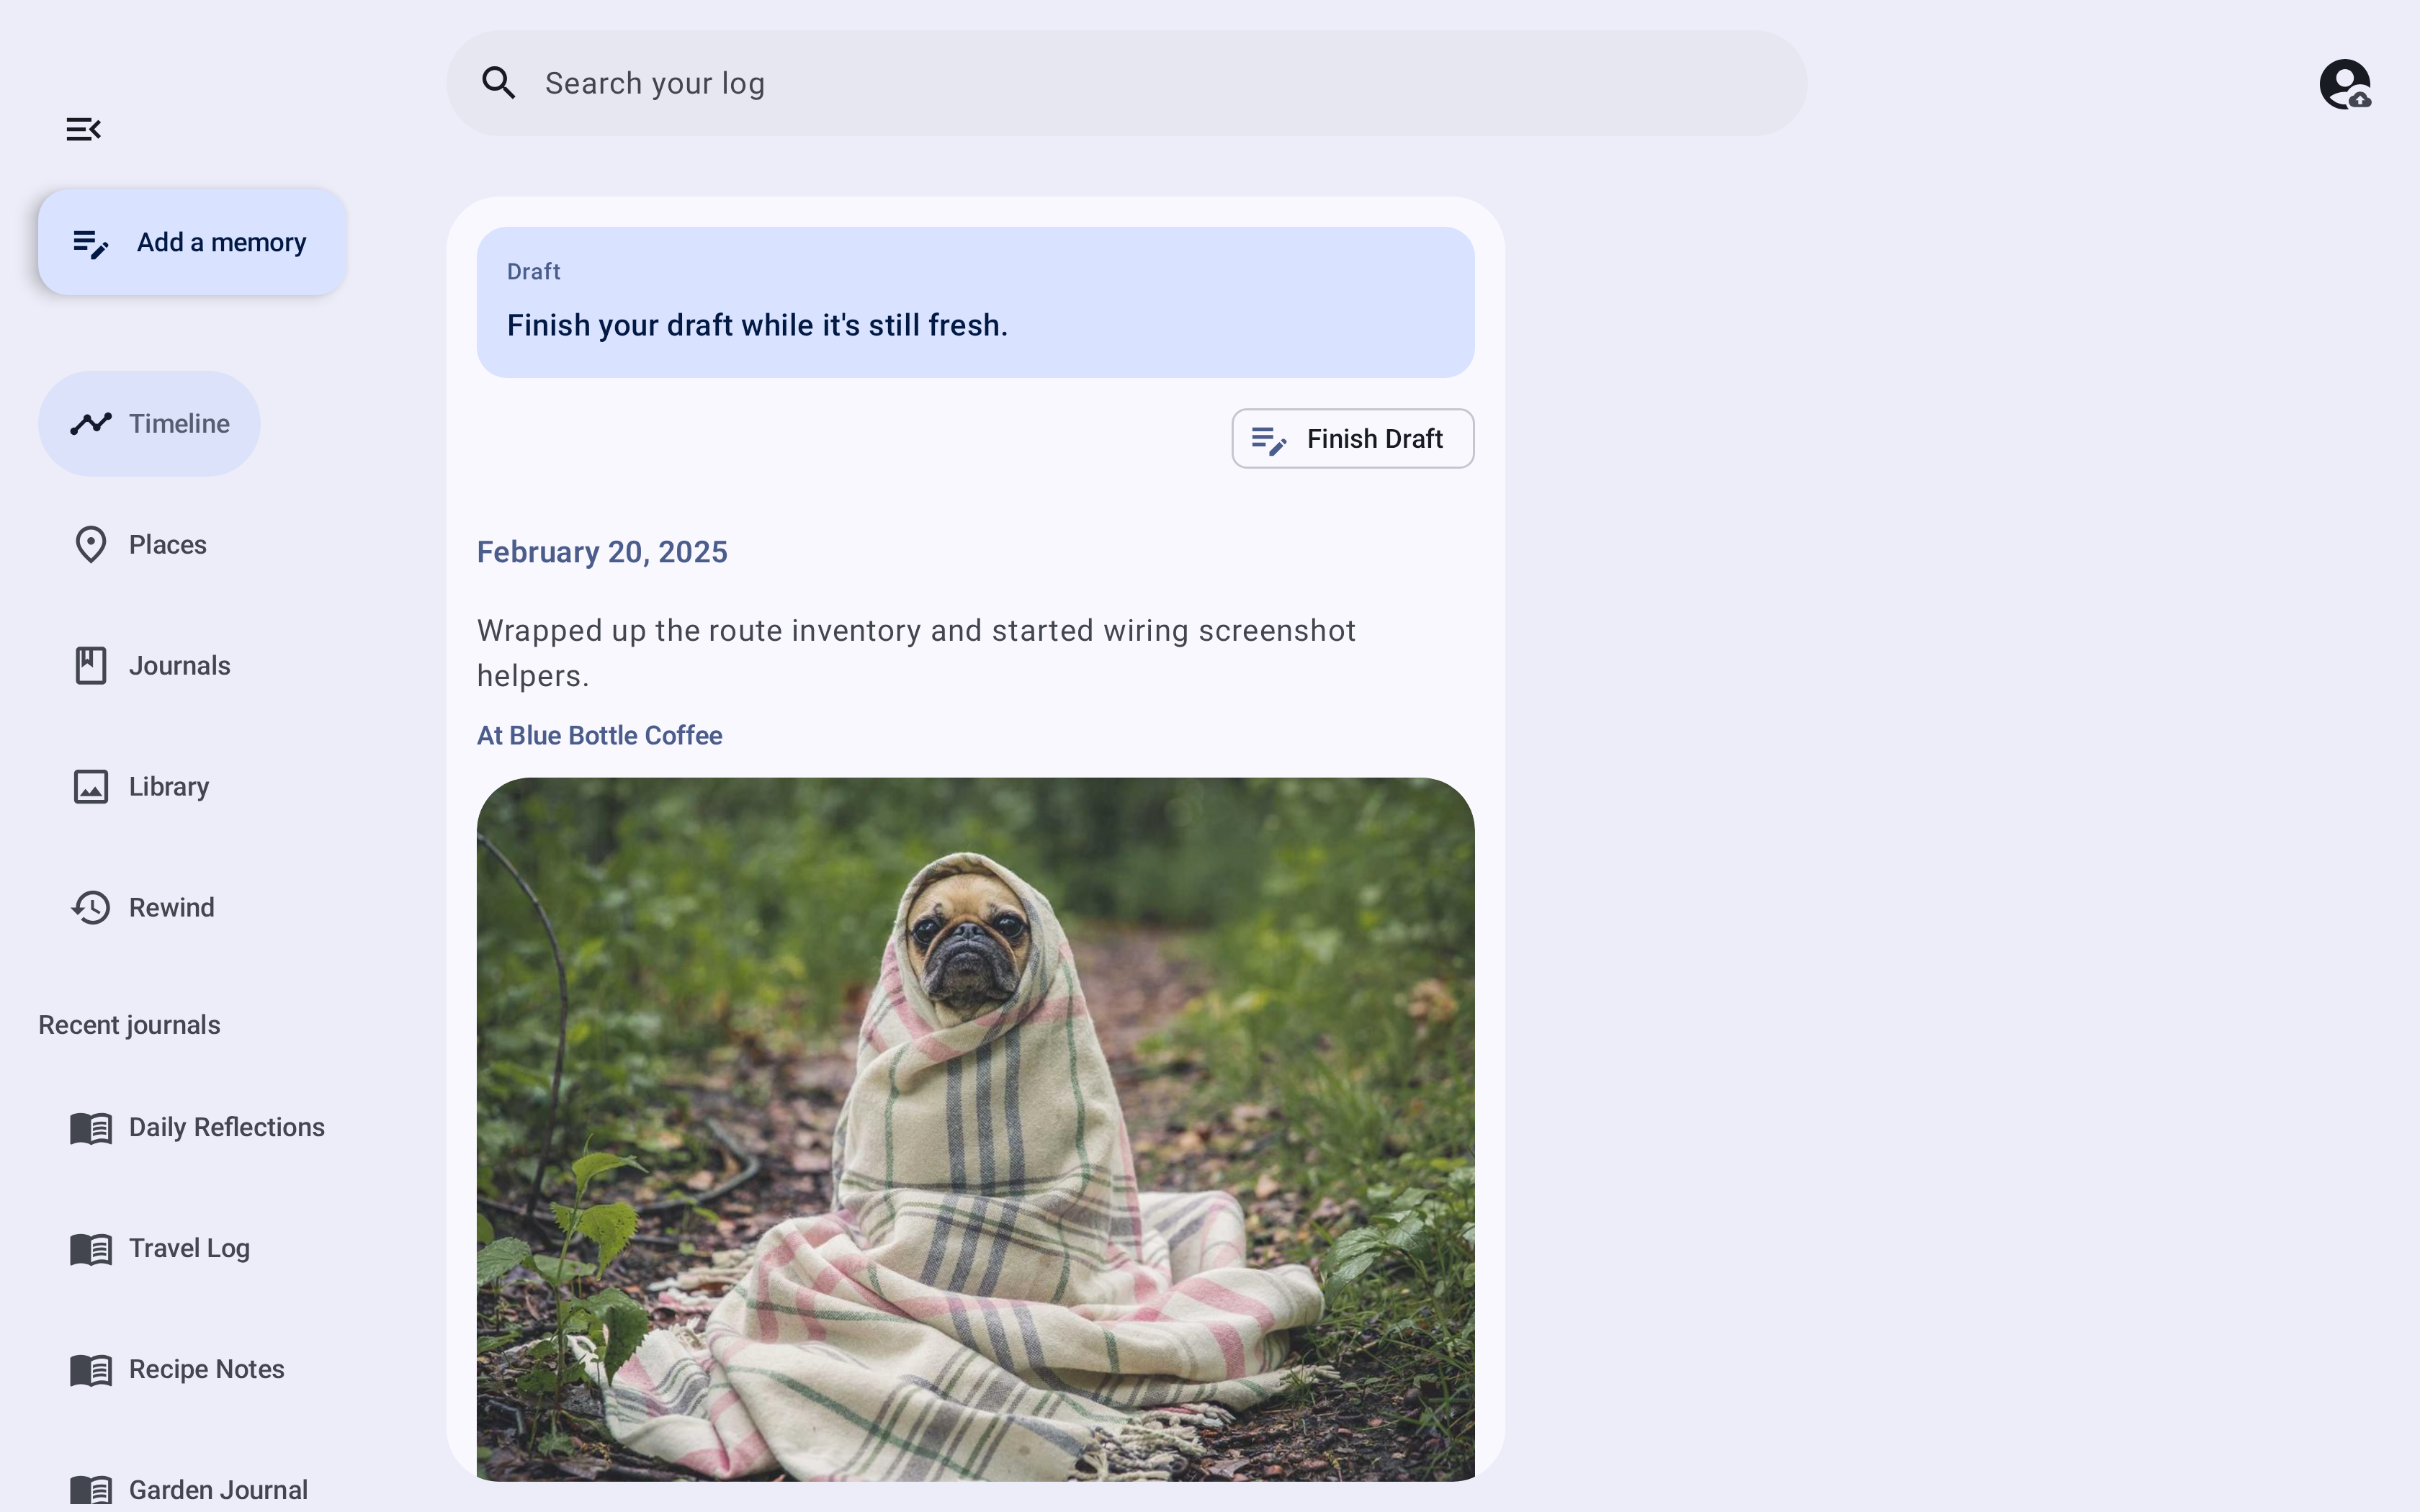 Search your log
Add a memory
Timeline
Places
Journals
Library
Rewind
Recent journals
Daily Reflections
Travel Log
Recipe Notes
Garden Journal
Draft
Finish your draft while it's still fresh.
Finish Draft
February 20, 2025
Wrapped up the route inventory and started wiring screenshot
helpers.
At Blue Bottle Coffee